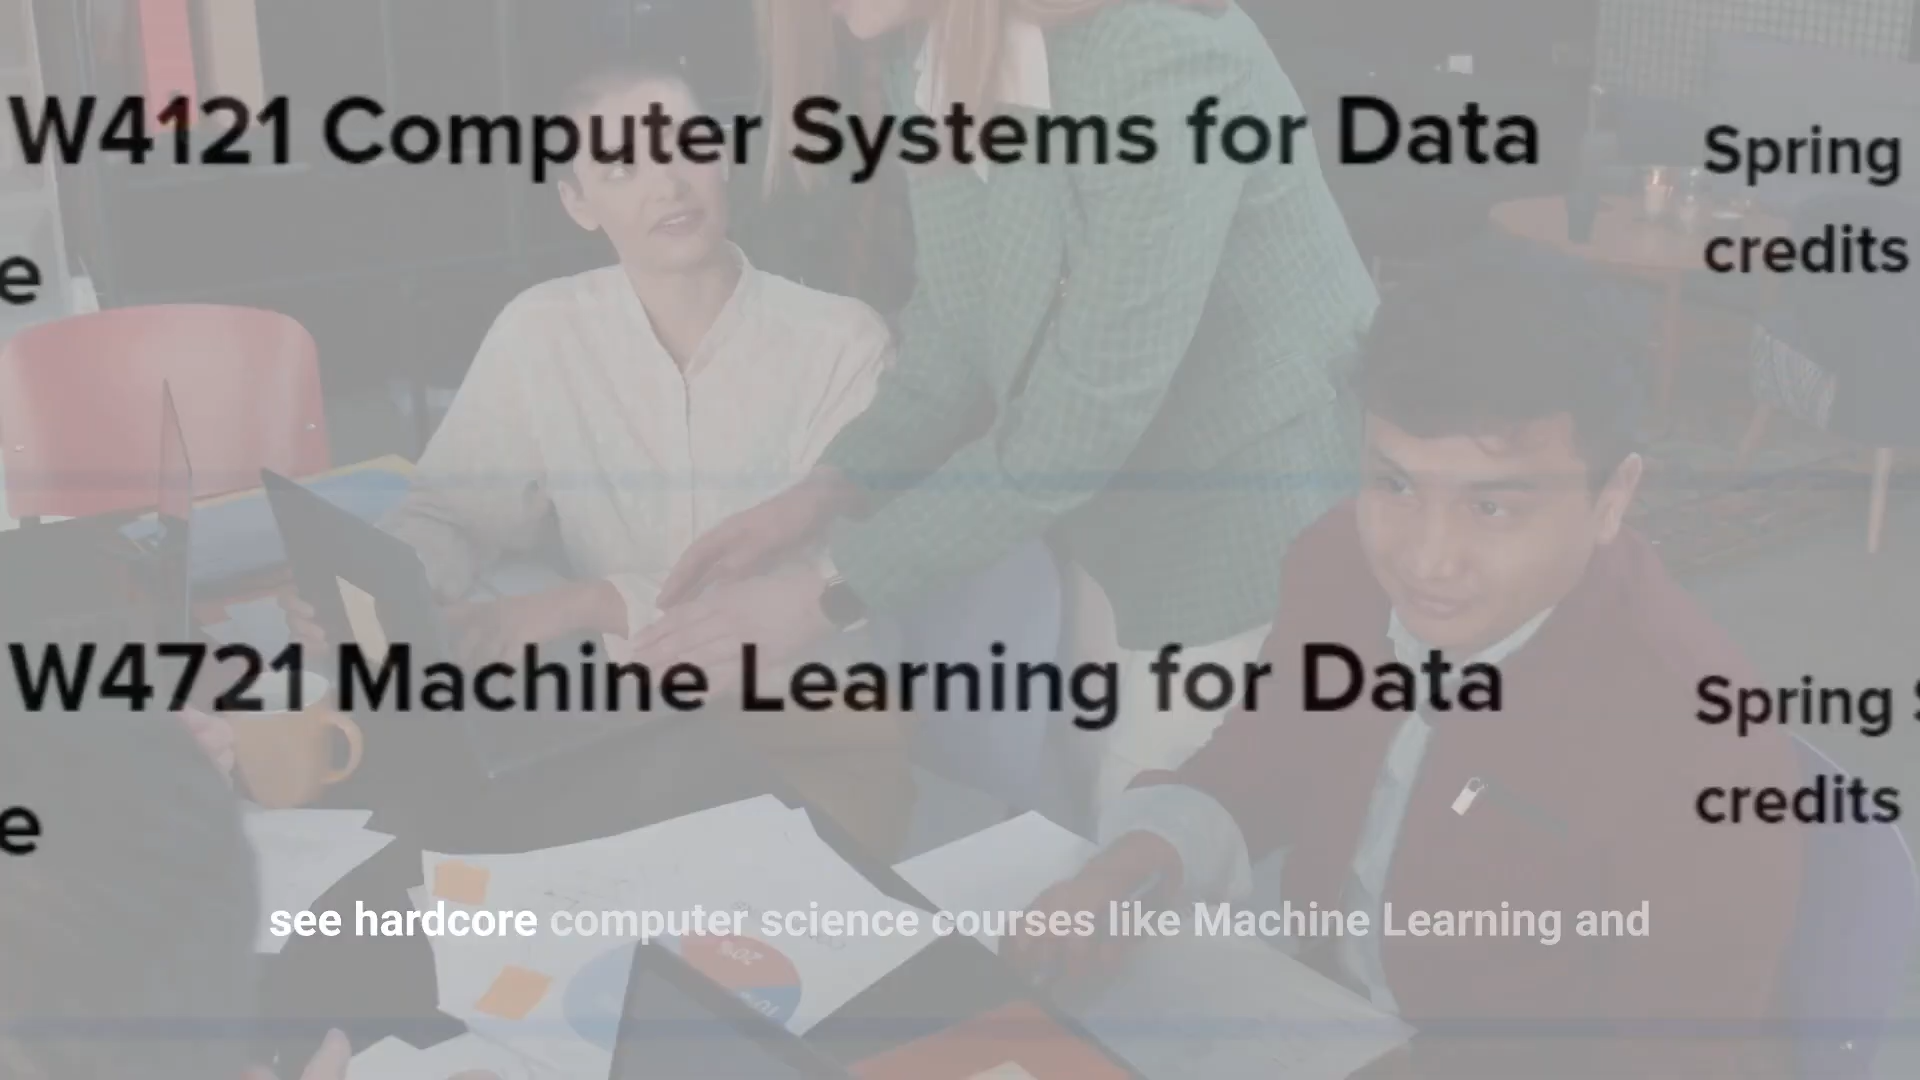 W4121 Computer Systems for Data
Spring
credits
e
W4721 Machine Learning for Data
Spring S
credits
e
see hardcore computer science courses like Machine Learning and
20%